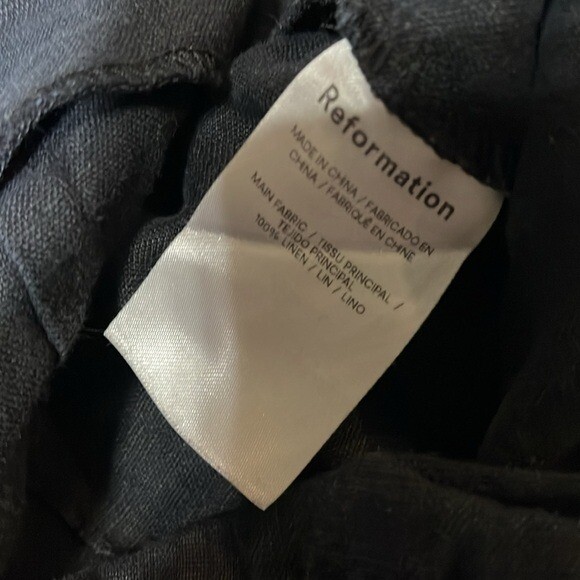 Reformation
MADE IN CHINA / FABRICADO EN
CHINA / FABRIQUÉ EN CHINE
MAIN FABRIC / TISSU PRINCIPAL /
TEJIDO PRINCIPAL
100% LINEN / LIN / LINO